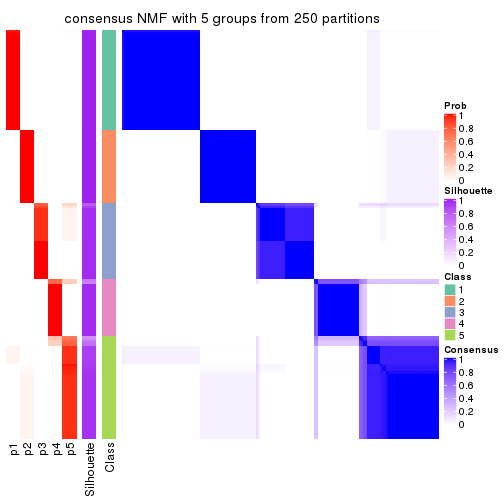 consensus NMF with 5 groups from 250 partitions
Prob
1
0.8
0.6
0.4
0.2
0
Silhouette
1
0.8
0.6
0.4
0.2
0
Class
1
2
3
4
5
Consensus
1
0.8
0.6
0.4
0.2
0
p1
p2
p3
p4
p5
Silhouette
Class